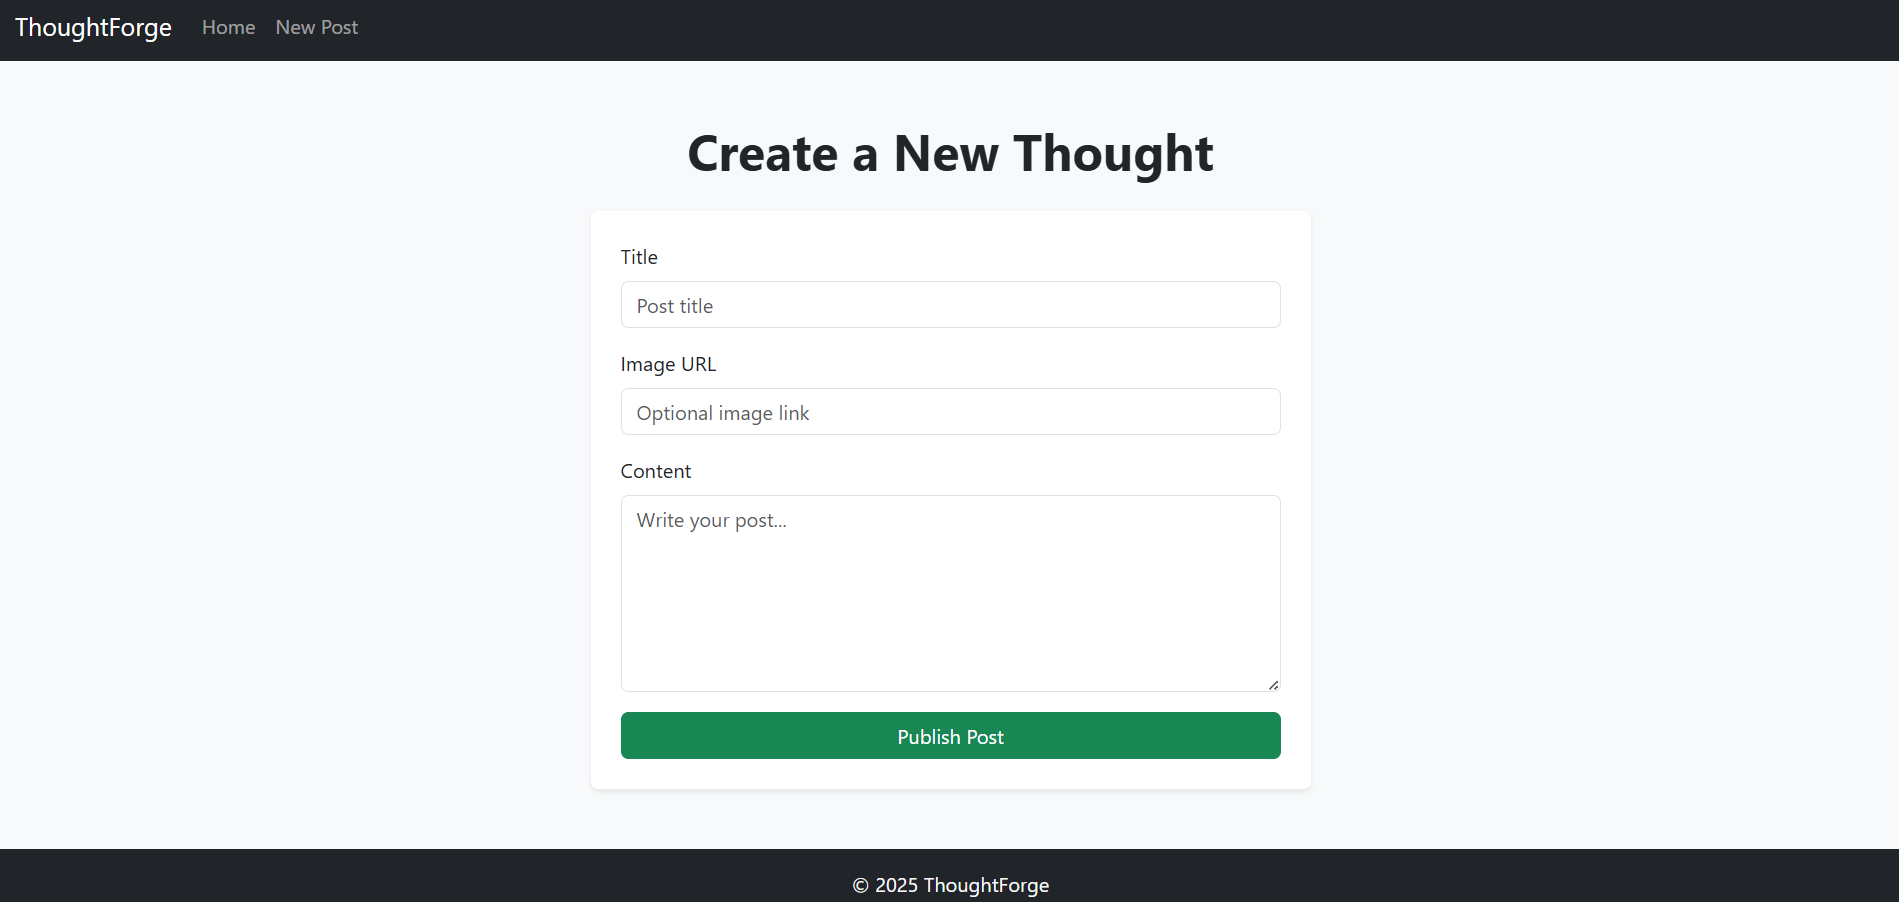 ThoughtForge Home New Post
Create a New Thought
Title
Post title
Image URL
Optional image link
Content
Write your post...
Publish Post
© 2025 ThoughtForge